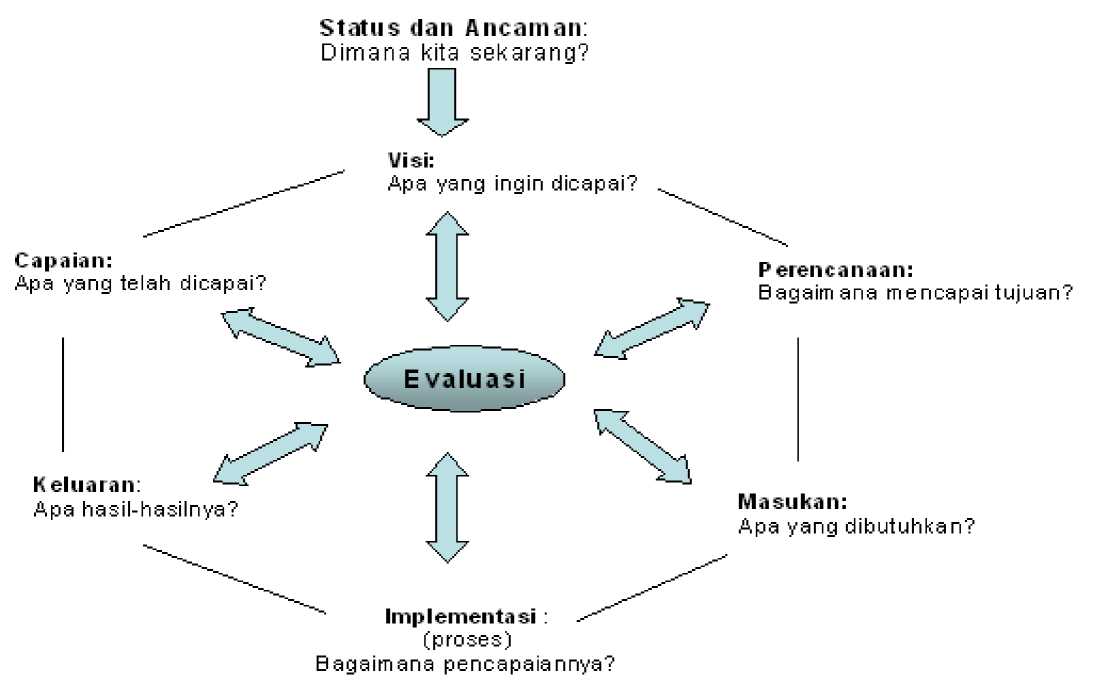 Status dan Ancaman:
Dimana kita sekarang?
Visi:
Apa yang ingin dicapai?
Capaian:
Apa yang telah dicapai?
Perencanaan:
Bagaimana mencapai tujuan?
Evaluasi
Keluaran:
Apa hasil-hasilnya?
Masukan:
Apa yang dibutuhkan?
Implementasi :
(proses)
Bagaimana pencapaiannya?